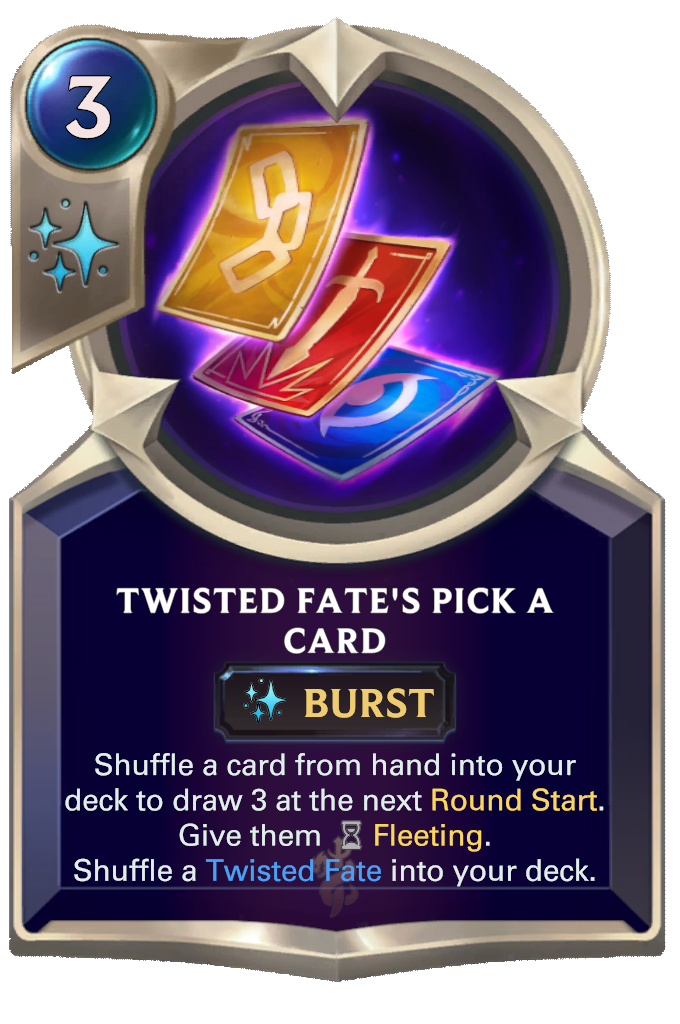 3
TWISTED FATE'S PICK A
CARD
BURST
Shuffle a card from hand into your
deck to draw 3 at the next Round Start.
Give them Fleeting.
Shuffle a Twisted Fate into your deck.